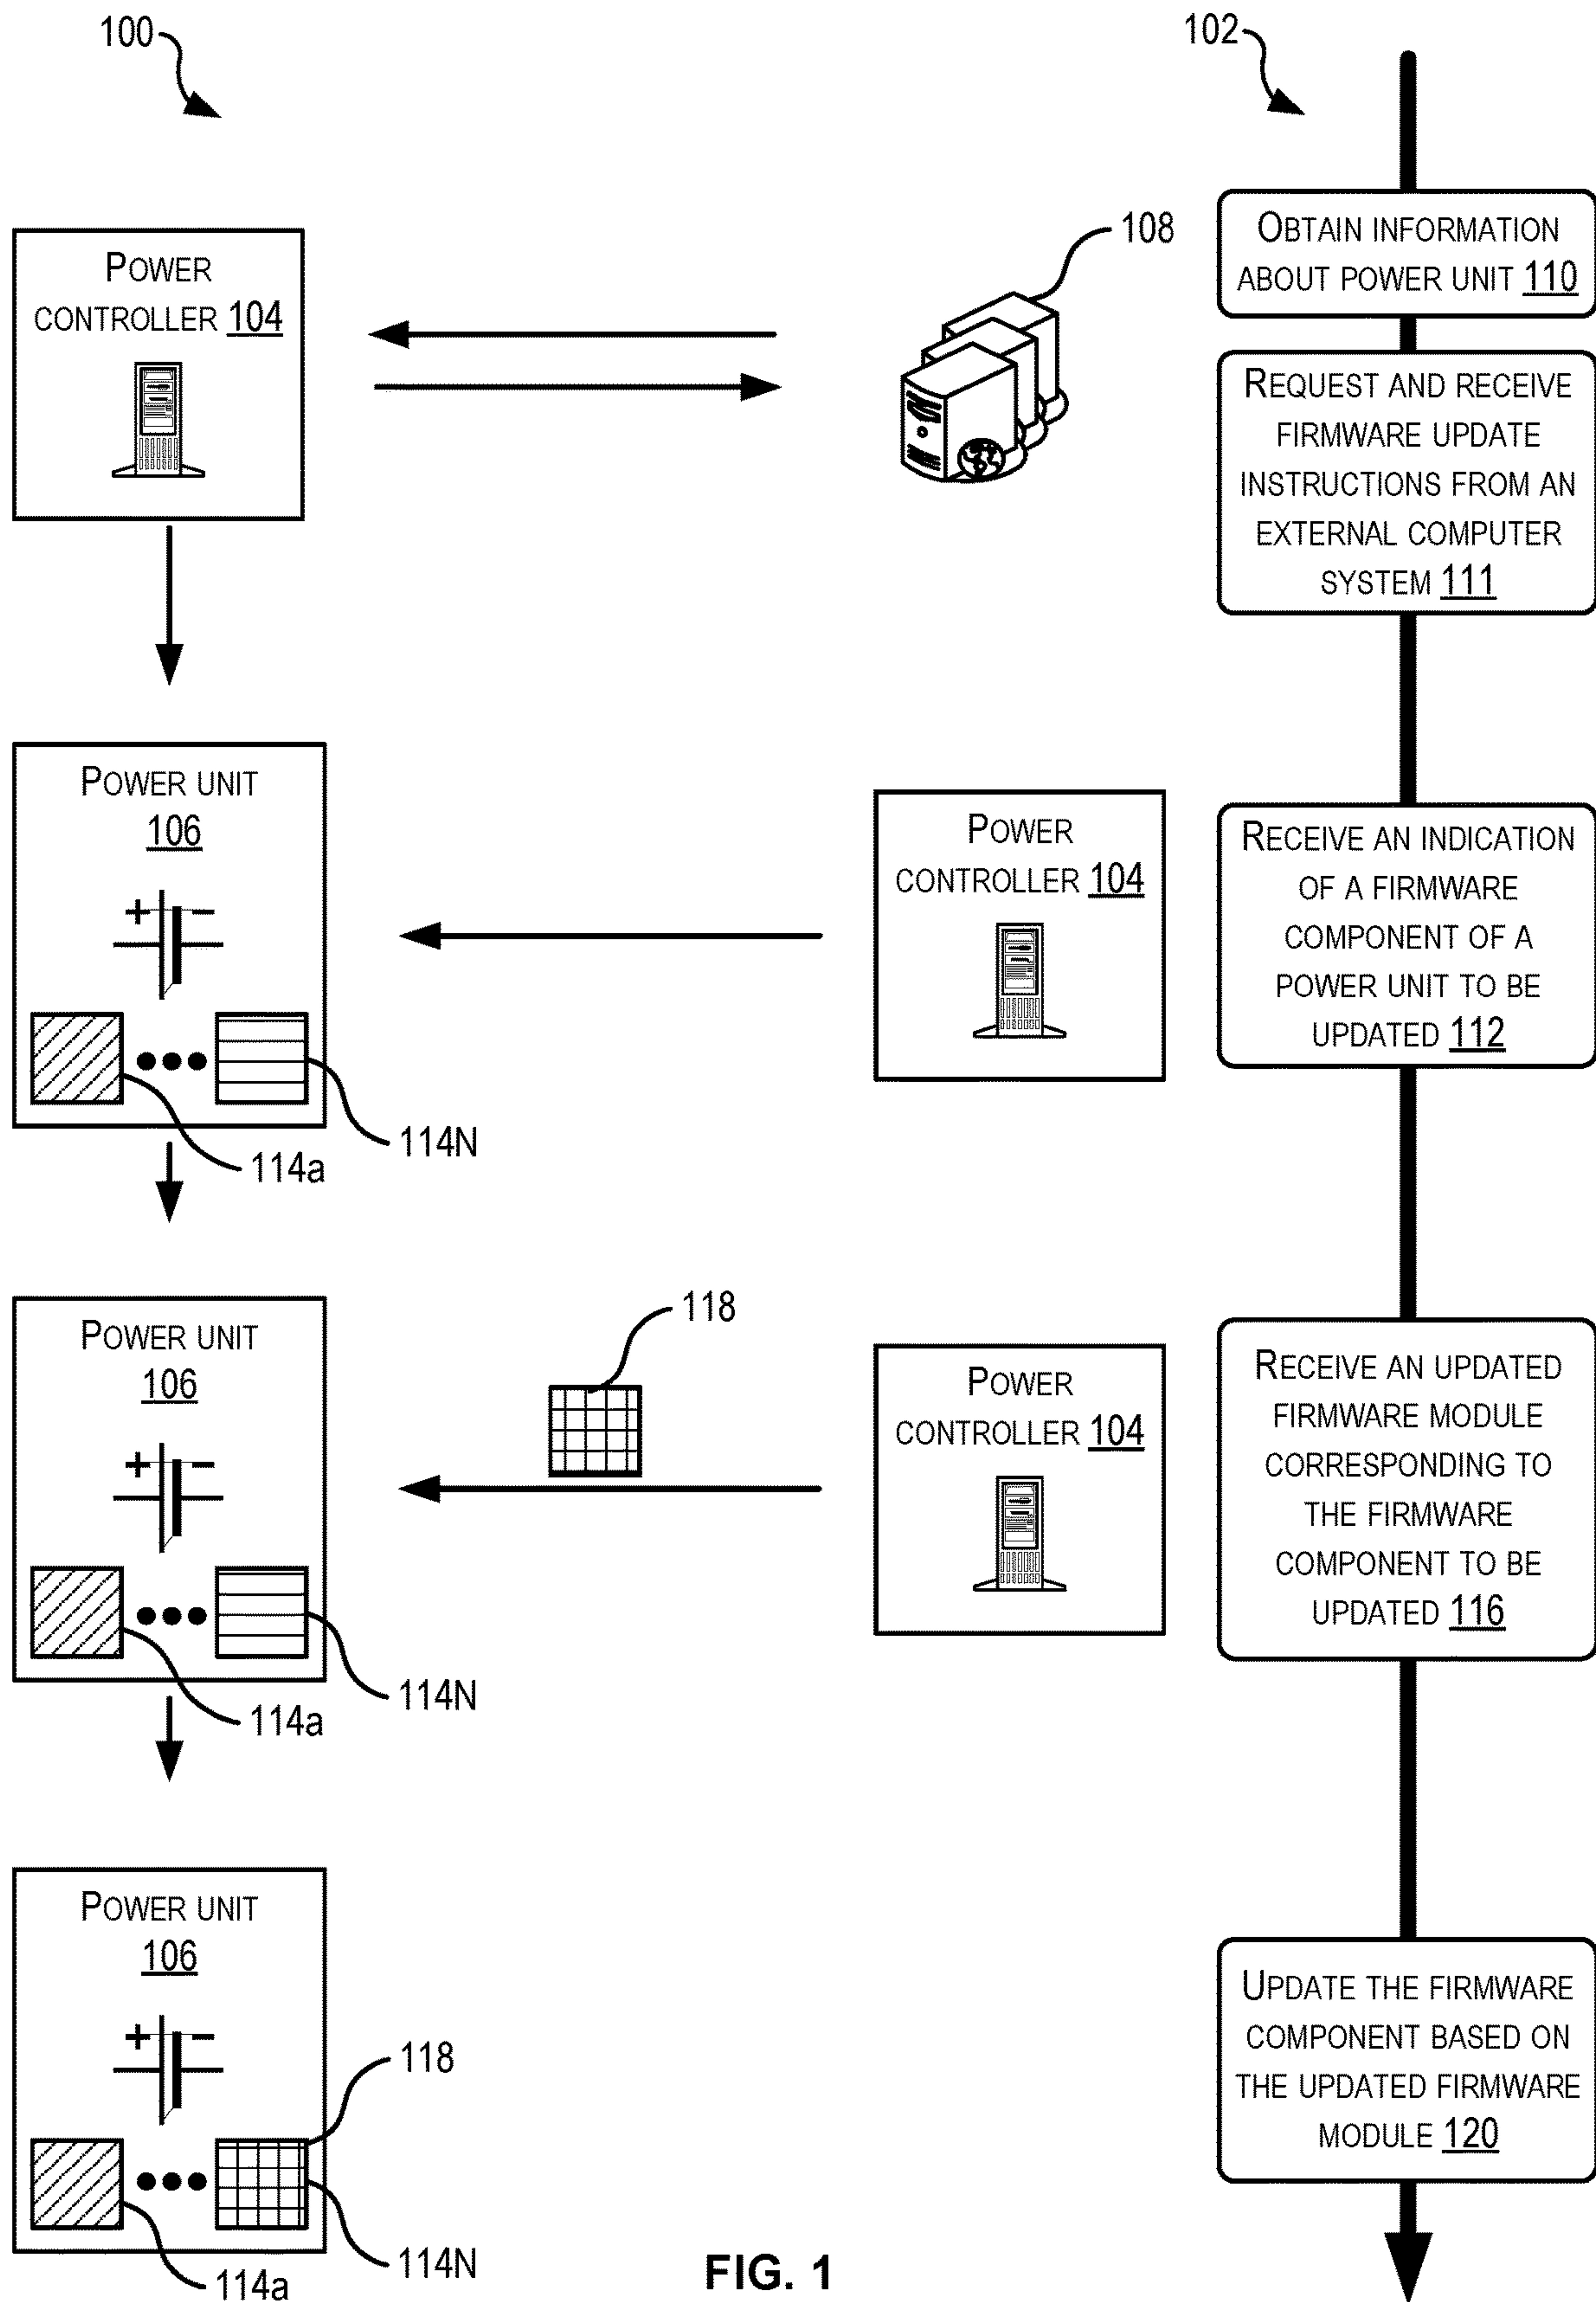 100
102
POWER
CONTROLLER 104
108
OBTAIN INFORMATION
ABOUT POWER UNIT 110
REQUEST AND RECEIVE
FIRMWARE UPDATE
INSTRUCTIONS FROM AN
EXTERNAL COMPUTER
SYSTEM 111
POWER UNIT
106
+ −
114a
114N
POWER
CONTROLLER 104
RECEIVE AN INDICATION
OF A FIRMWARE
COMPONENT OF A
POWER UNIT TO BE
UPDATED 112
POWER UNIT
106
+ −
114a
114N
118
POWER
CONTROLLER 104
RECEIVE AN UPDATED
FIRMWARE MODULE
CORRESPONDING TO
THE FIRMWARE
COMPONENT TO BE
UPDATED 116
POWER UNIT
106
+ −
118
114N
114a
UPDATE THE FIRMWARE
COMPONENT BASED ON
THE UPDATED FIRMWARE
MODULE 120
FIG. 1